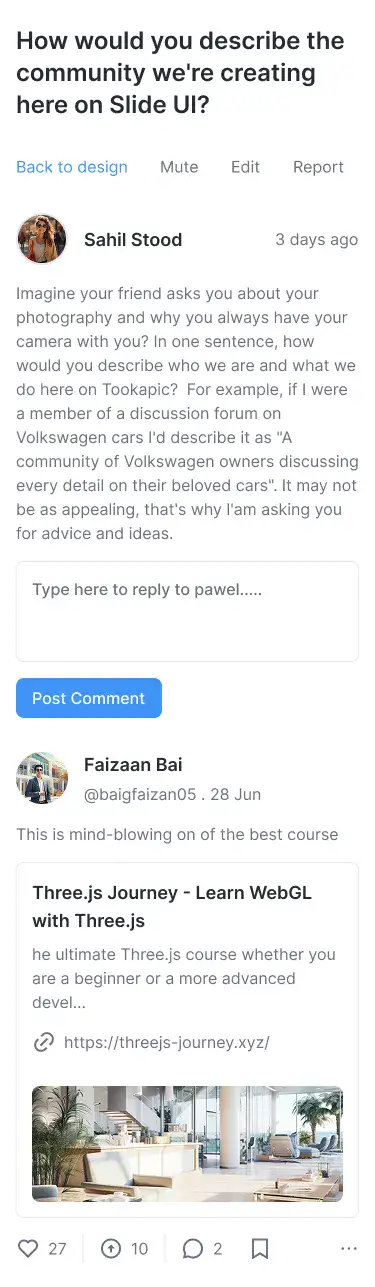 How would you describe the
community we're creating
here on Slide UI?
Back to design Mute Edit Report
Sahil Stood 3 days ago
Imagine your friend asks you about your
photography and why you always have your
camera with you? In one sentence, how
would you describe who we are and what we
do here on Tookapic? For example, if I were
a member of a discussion forum on
Volkswagen cars I'd describe it as "A
community of Volkswagen owners discussing
every detail on their beloved cars". It may not
be as appealing, that's why I'am asking you
for advice and ideas.
Type here to reply to pawel.....
Post Comment
Faizaan Bai
@baigfaizan05 . 28 Jun
This is mind-blowing on of the best course
Three.js Journey - Learn WebGL
with Three.js
he ultimate Three.js course whether you
are a beginner or a more advanced
devel...
https://threejs-journey.xyz/
27 10 2